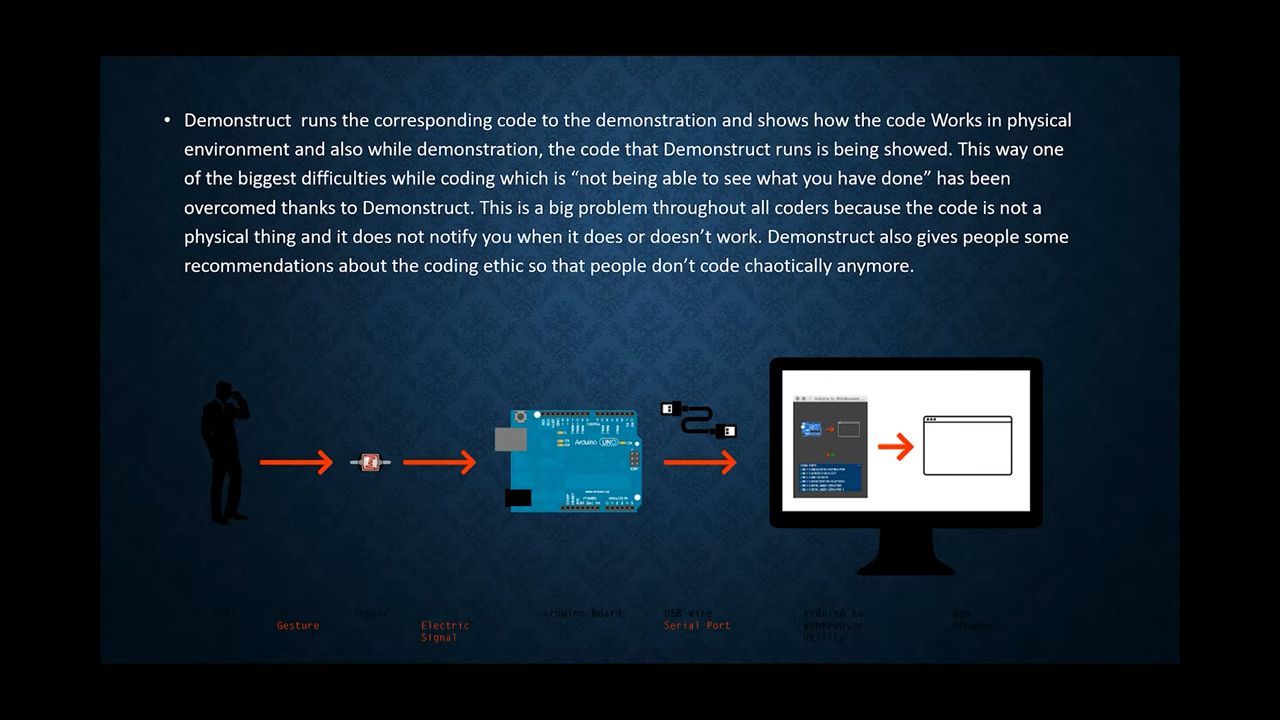 • Demonstruct runs the corresponding code to the demonstration and shows how the code Works in physical
environment and also while demonstration, the code that Demonstruct runs is being showed. This way one
of the biggest difficulties while coding which is “not being able to see what you have done” has been
overcomed thanks to Demonstruct. This is a big problem throughout all coders because the code is not a
physical thing and it does not notify you when it does or doesn’t work. Demonstruct also gives people some
recommendations about the coding ethic so that people don’t code chaotically anymore.
Arduino UNO
POWER
ANALOG IN
User
Gesture
Sensor
Electric
Signal
Arduino Board
USB Wire
Serial Port
Arduino to
WebBrowser
Utility
Web
Browser